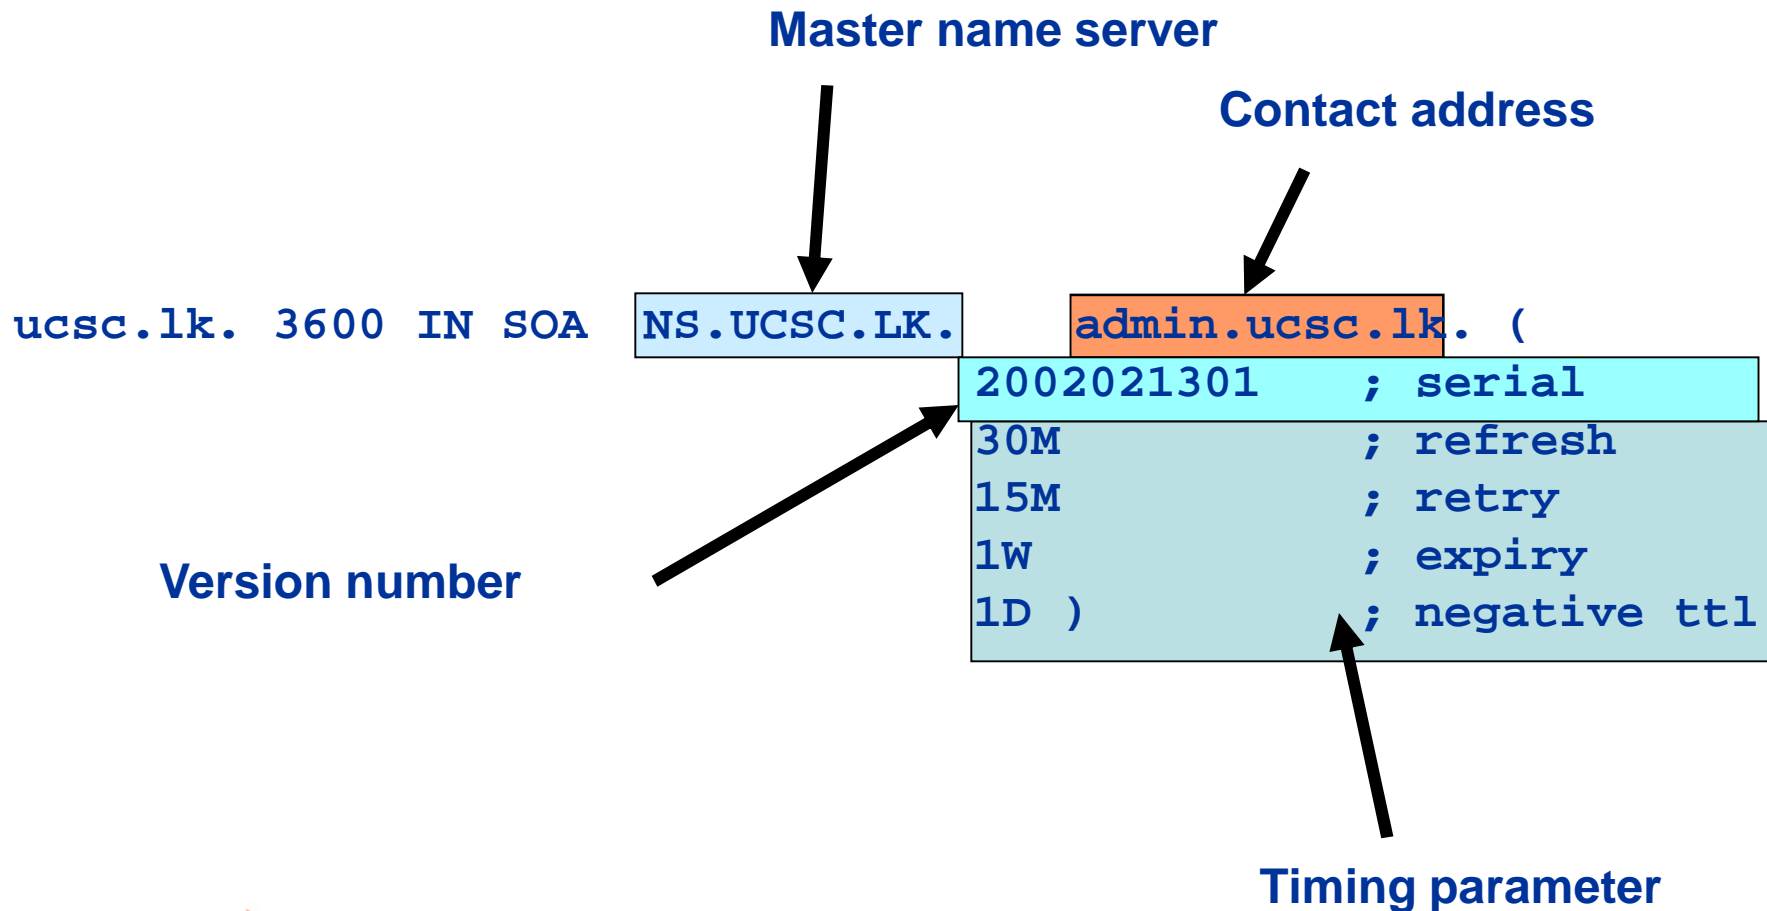 Master name server
Contact address
ucsc.lk. 3600 IN SOA NS.UCSC.LK. admin.ucsc.lk. (
2002021301 ; serial
30M ; refresh
15M ; retry
1W ; expiry
1D ) ; negative ttl
Version number
Timing parameter